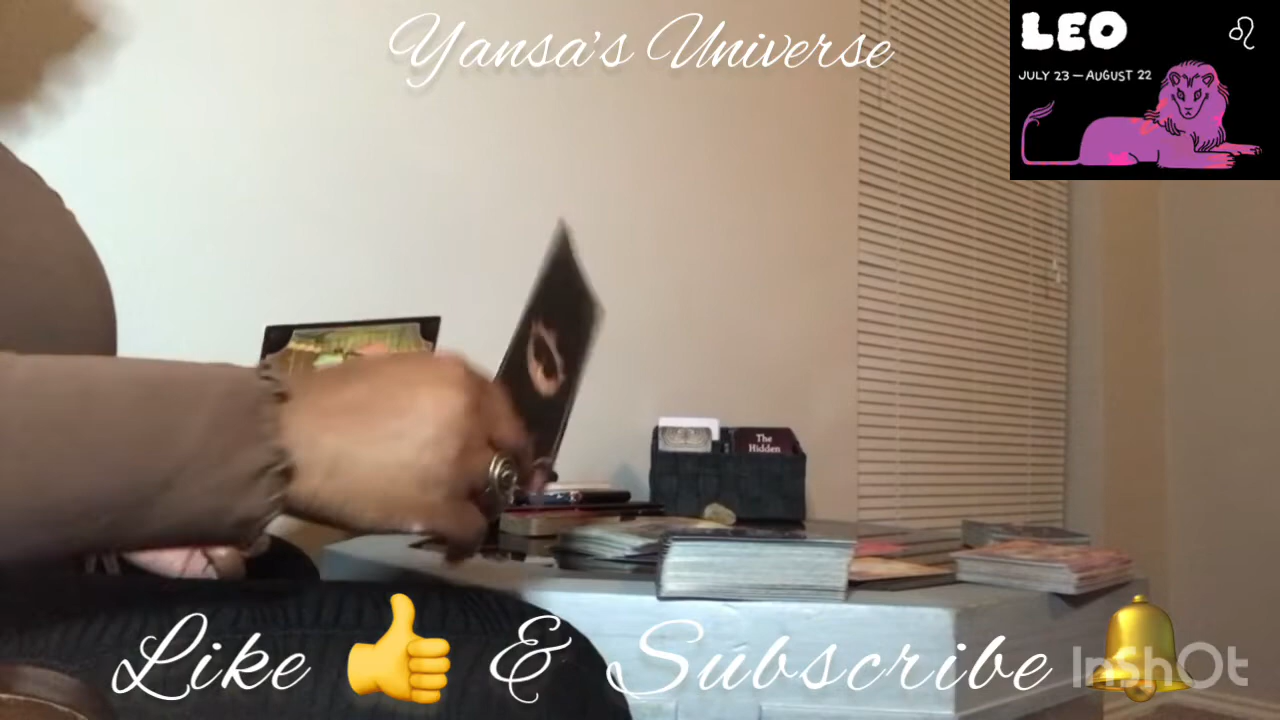 Yansa's Universe
LEO
JULY 23 — AUGUST 22
The
Hidden
Like 👍 & Subscribe 🔔
InShOt